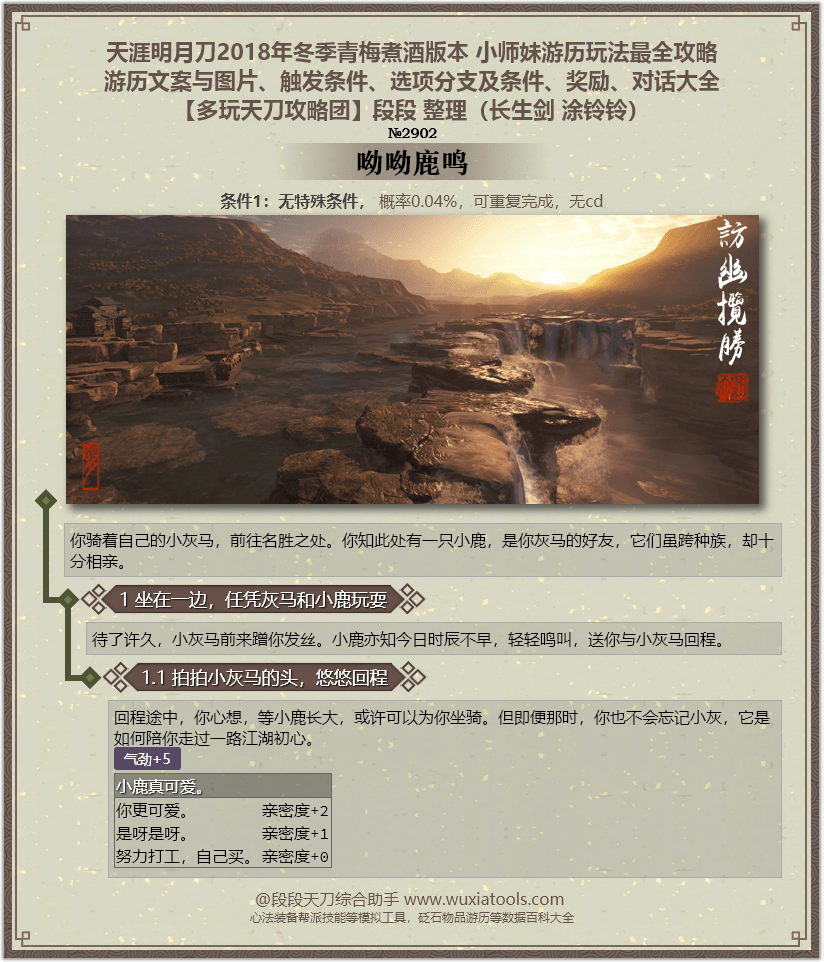 天涯明月刀2018年冬季青梅煮酒版本 小师妹游历玩法最全攻略
游历文案与图片、触发条件、选项分支及条件、奖励、对话大全
【多玩天刀攻略团】段段 整理（长生剑 涂铃铃）
№2902
呦呦鹿鸣
条件1：无特殊条件， 概率0.04%，可重复完成，无cd
訪幽攬勝
你骑着自己的小灰马，前往名胜之处。你知此处有一只小鹿，是你灰马的好友，它们虽跨种族，却十
分相亲。
1 坐在一边，任凭灰马和小鹿玩耍
待了许久，小灰马前来蹭你发丝。小鹿亦知今日时辰不早，轻轻鸣叫，送你与小灰马回程。
1.1 拍拍小灰马的头，悠悠回程
回程途中，你心想，等小鹿长大，或许可以为你坐骑。但即便那时，你也不会忘记小灰，它是
如何陪你走过一路江湖初心。
气劲+5
小鹿真可爱。
你更可爱。 亲密度+2
是呀是呀。 亲密度+1
努力打工，自己买。 亲密度+0
@段段天刀综合助手 www.wuxiatools.com
心法装备帮派技能等模拟工具，砭石物品游历等数据百科大全